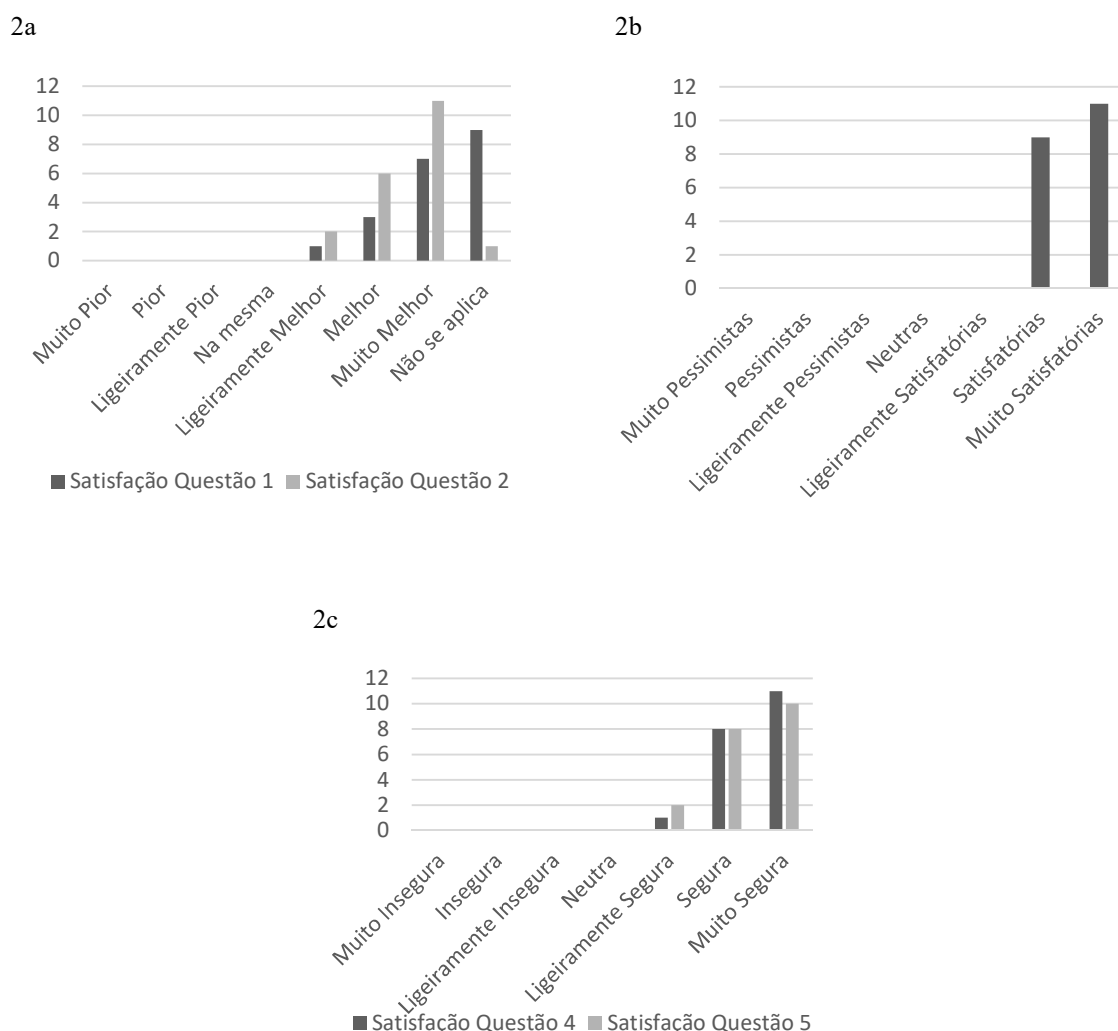 2a
12
10
8
6
4
2
0
Muito Pior
Pior
Ligeiramente Pior
Na mesma
Ligeiramente Melhor
Melhor
Muito Melhor
Não se aplica
Satisfação Questão 1 Satisfação Questão 2
2b
12
10
8
6
4
2
0
Muito Pessimistas
Pessimistas
Ligeiramente Pessimistas
Neutras
Ligeiramente Satisfatórias
Satisfatórias
Muito Satisfatórias
2c
12
10
8
6
4
2
0
Muito Insegura
Insegura
Ligeiramente Insegura
Neutra
Ligeiramente Segura
Segura
Muito Segura
Satisfação Questão 4 Satisfação Questão 5